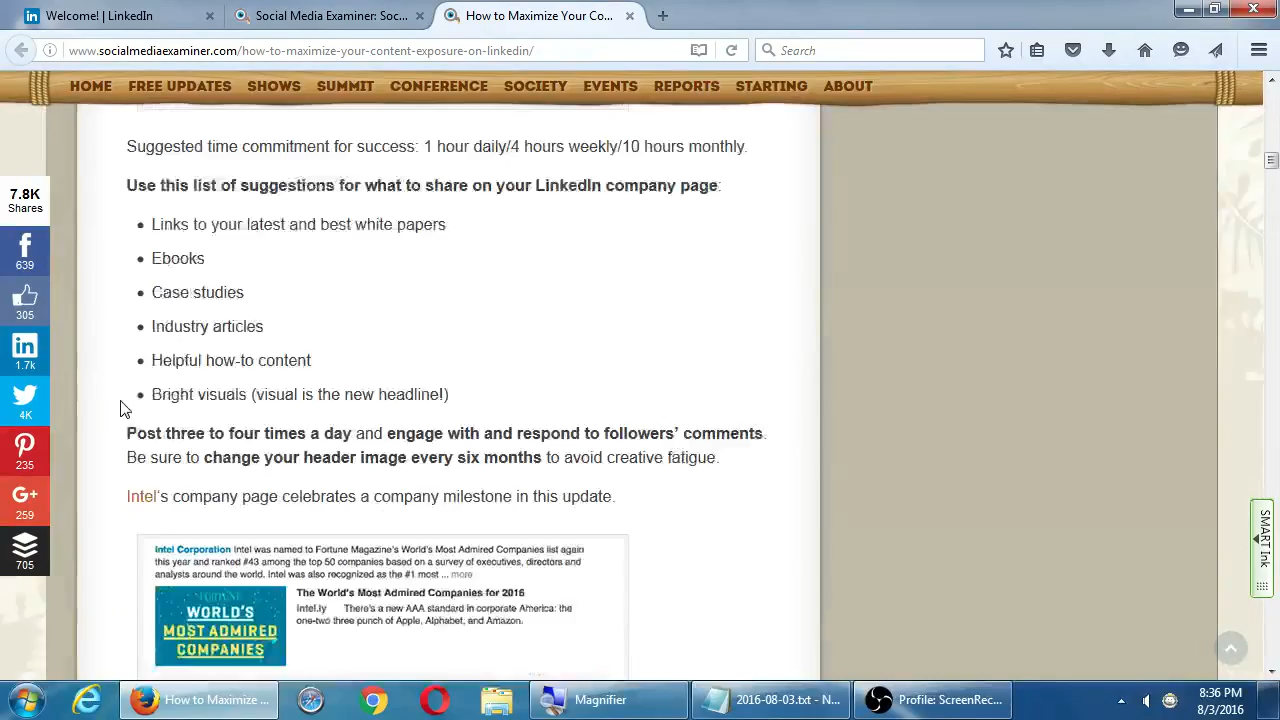 Welcome! | LinkedIn
Social Media Examiner: Soc...
How to Maximize Your Co...
www.socialmediaexaminer.com/how-to-maximize-your-content-exposure-on-linkedin/
Search
HOME FREE UPDATES SHOWS SUMMIT CONFERENCE SOCIETY EVENTS REPORTS STARTING ABOUT
Suggested time commitment for success: 1 hour daily/4 hours weekly/10 hours monthly.
Use this list of suggestions for what to share on your LinkedIn company page:
• Links to your latest and best white papers
• Ebooks
• Case studies
• Industry articles
• Helpful how-to content
• Bright visuals (visual is the new headline!)
Post three to four times a day and engage with and respond to followers’ comments.
Be sure to change your header image every six months to avoid creative fatigue.
Intel‘s company page celebrates a company milestone in this update.
Intel Corporation Intel was named to Fortune Magazine's World's Most Admired Companies list again
this year and ranked #43 among the top 50 companies based on a survey of executives, directors and
analysts around the world. Intel was also recognized as the #1 most ... more
FORTUNE
WORLD'S
MOST ADMIRED
COMPANIES
The World's Most Admired Companies for 2016
intel.ly There's a new AAA standard in corporate America: the
one-two three punch of Apple, Alphabet, and Amazon.
7.8K
Shares
639
305
1.7k
4K
235
G+
259
705
SMART Ink
How to Maximize ...
Magnifier
2016-08-03.txt - N...
Profile: ScreenRec...
8:36 PM
8/3/2016